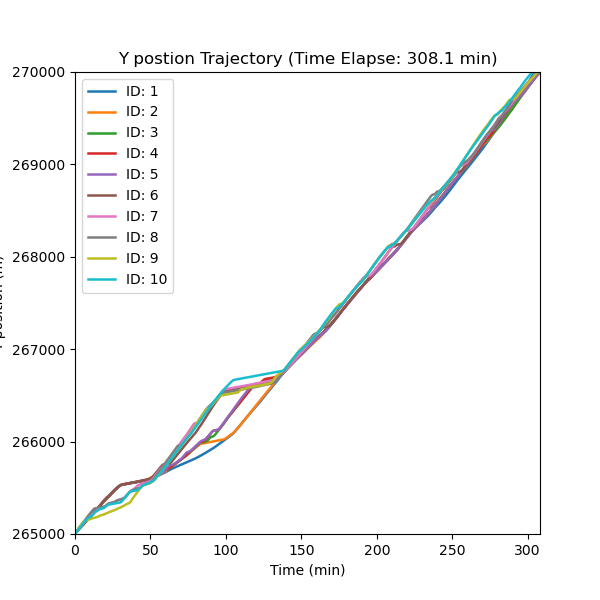 Y postion Trajectory (Time Elapse: 308.1 min)
270000
269000
268000
267000
266000
265000
ID: 1
ID: 2
ID: 3
ID: 4
ID: 5
ID: 6
ID: 7
ID: 8
ID: 9
ID: 10
0 50 100 150 200 250 300
Time (min)